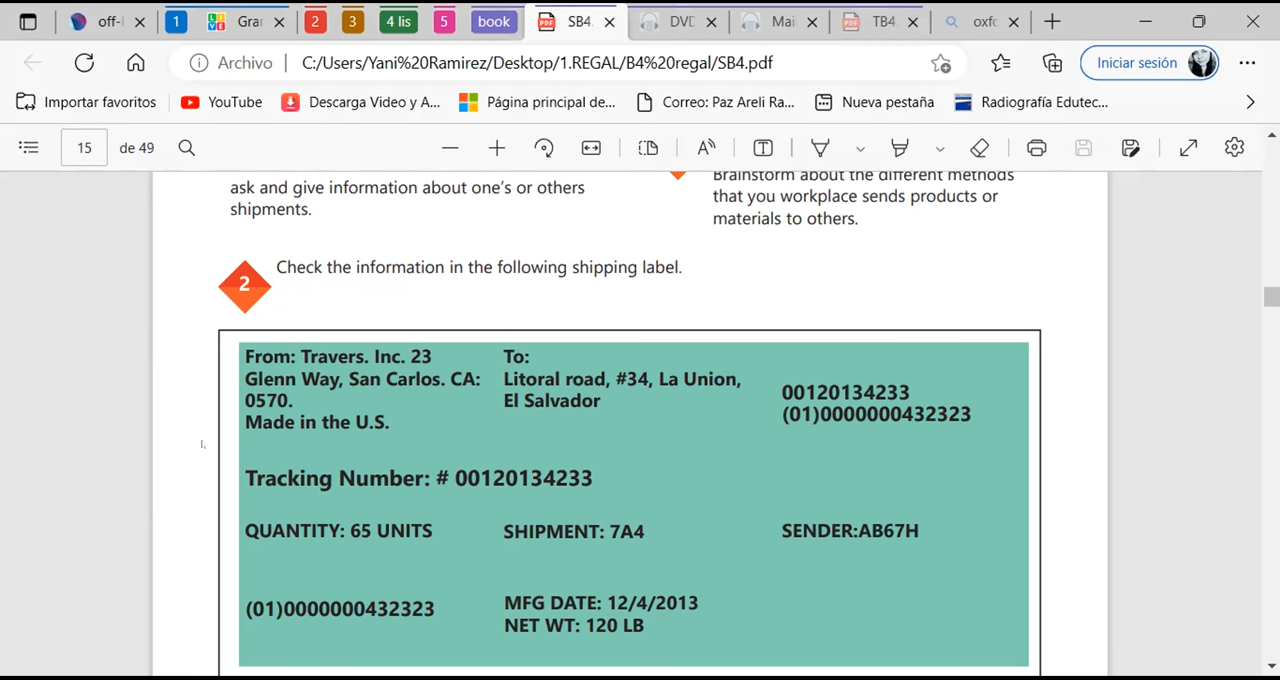 off-l
1
Grar
2
3
4 lis
5
book
SB4.
DVD
Mai
TB4
oxfo
Archivo
C:/Users/Yani%20Ramirez/Desktop/1.REGAL/B4%20regal/SB4.pdf
Iniciar sesión
Importar favoritos
YouTube
Descarga Video y A...
Página principal de...
Correo: Paz Areli Ra...
Nueva pestaña
Radiografía Edutec...
15 de 49
ask and give information about one's or others
shipments.
Brainstorm about the different methods
that you workplace sends products or
materials to others.
2
Check the information in the following shipping label.
From: Travers. Inc. 23
Glenn Way, San Carlos. CA:
0570.
Made in the U.S.
To:
Litoral road, #34, La Union,
El Salvador
00120134233
(01)0000000432323
Tracking Number: # 00120134233
QUANTITY: 65 UNITS
SHIPMENT: 7A4
SENDER:AB67H
(01)0000000432323
MFG DATE: 12/4/2013
NET WT: 120 LB